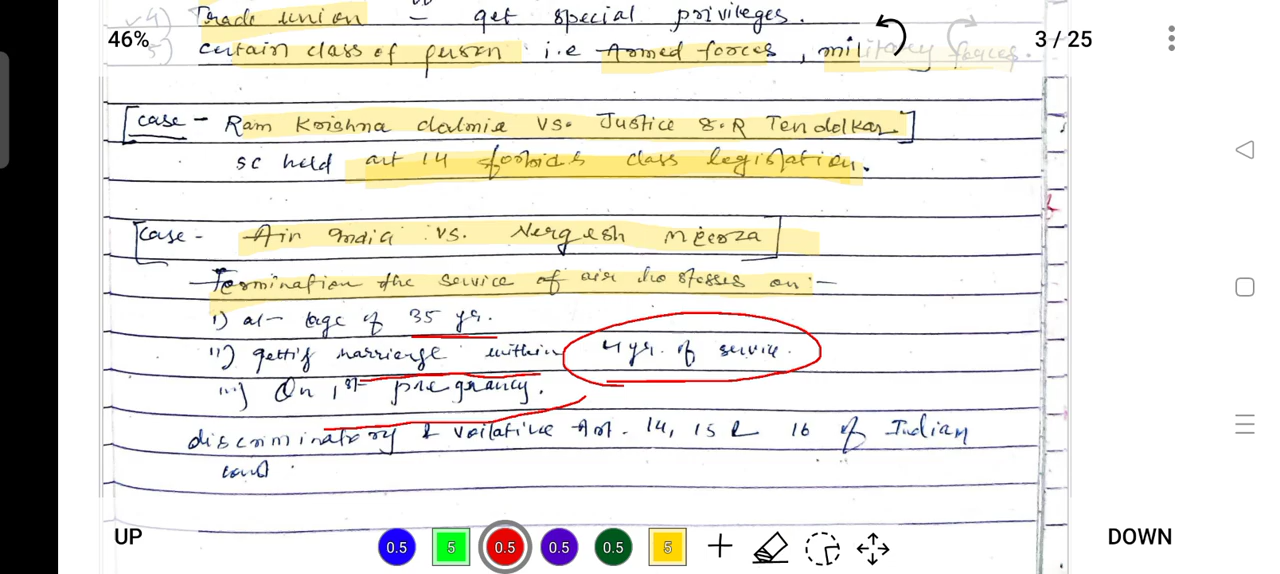 4) Trade union - get special privileges.
46%
3 / 25
5) certain class of person i.e Armed forces, military forces.
[case - Ram Krishna dalmia vs. Justice S.R Tendolkar]
SC held art 14 forbids class legislation.
[case - Air India vs. Nergesh Meerza]
Termination the service of air hostesses on:-
i) at age of 35 yrs.
ii) getting marriage within 4 yrs. of service.
iii) On 1st pregnancy.
discriminatory & voilative Art. 14, 15 & 16 of Indian
const
UP
0.5 5 0.5 0.5 0.5 5
DOWN